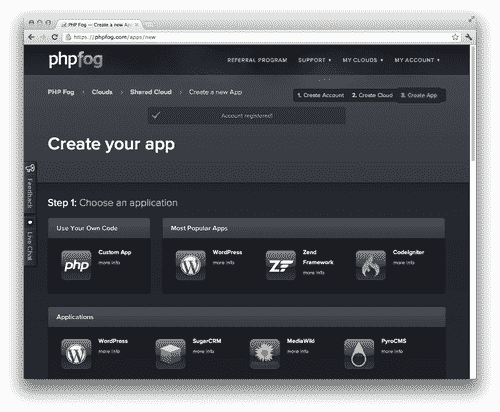 PHP Fog — Create a new Ap
https://phpfog.com/apps/new
phpfog
REFERRAL PROGRAM SUPPORT MY CLOUDS MY ACCOUNT
PHP Fog Clouds Shared Cloud Create a new App
1. Create Account 2. Create Cloud 3. Create App
Account registered!
Create your app
Feedback
Live Chat
Step 1: Choose an application
Use Your Own Code
php
Custom App
more info
Most Popular Apps
WordPress
more info
Zend
Framework
more info
CodeIgniter
more info
Applications
WordPress
more info
SugarCRM
more info
MediaWiki
more info
PyroCMS
more info